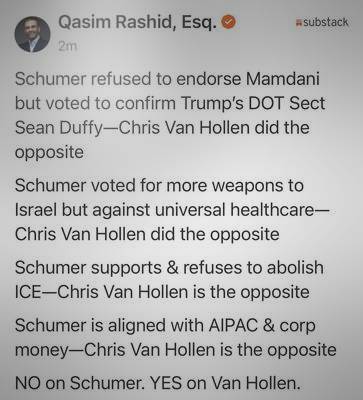 Qasim Rashid, Esq.
substack
2m
Schumer refused to endorse Mamdani
but voted to confirm Trump's DOT Sect
Sean Duffy—Chris Van Hollen did the
opposite
Schumer voted for more weapons to
Israel but against universal healthcare—
Chris Van Hollen did the opposite
Schumer supports & refuses to abolish
ICE—Chris Van Hollen is the opposite
Schumer is aligned with AIPAC & corp
money—Chris Van Hollen is the opposite
NO on Schumer. YES on Van Hollen.